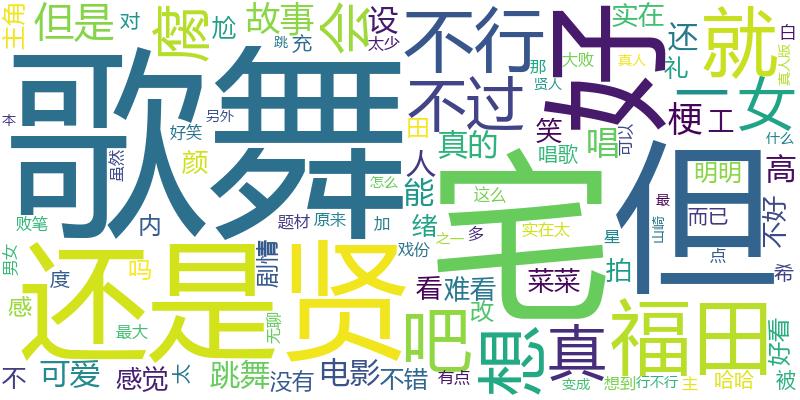 主角
但是
对
腐
尬
会
故事
充
设
跳
太少
不行
不过
好
实在
还
礼
那
贤人
大败
真人
就
一
女
白
真人版
歌舞
本
另外
好笑
虽然
颜
败笔
内
题材
原来
加
怎么
笑
真的
唱歌
唱
可以
梗
工
田
人
能
绪
戏份
宅
这么
之一
多
实在太
但
明明
高
最
而已
不好
山崎
星
点
希
男女
还是
贤
度
吗
剧情
感
最大
无聊
看
难看
菜菜
拍
改
吧
想
真
福田
好看
不
可爱
感觉
太
跳舞
没有
电影
不错
有点
变成
想到
行不行
主
哈哈
被
什么